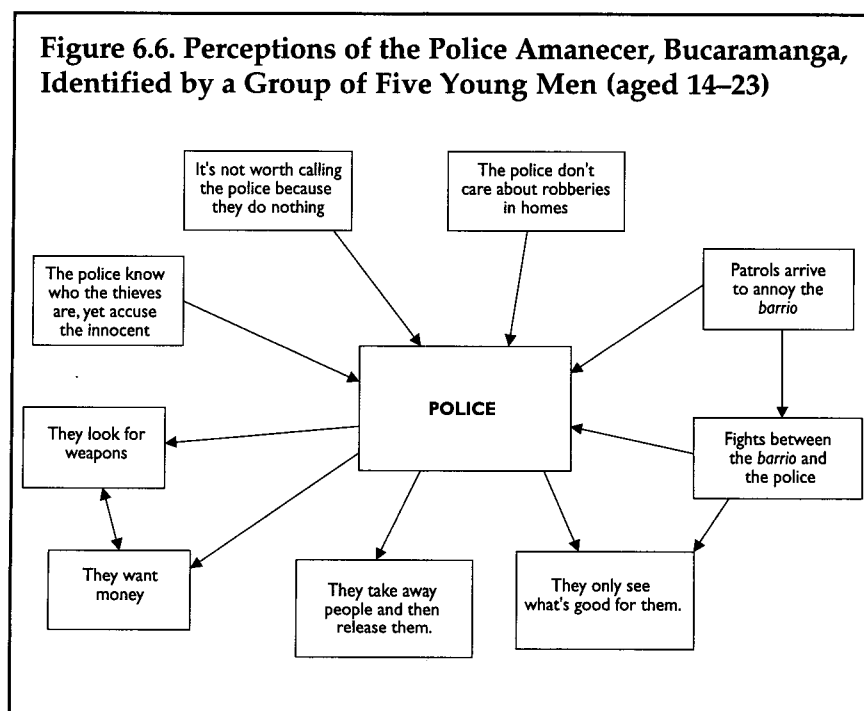 Figure 6.6. Perceptions of the Police Amanecer, Bucaramanga,
Identified by a Group of Five Young Men (aged 14–23)
It's not worth calling
the police because
they do nothing
The police don't
care about robberies
in homes
The police know
who the thieves
are, yet accuse
the innocent
Patrols arrive
to annoy the
barrio
POLICE
They look for
weapons
Fights between
the barrio and
the police
They want
money
They take away
people and then
release them.
They only see
what's good for them.